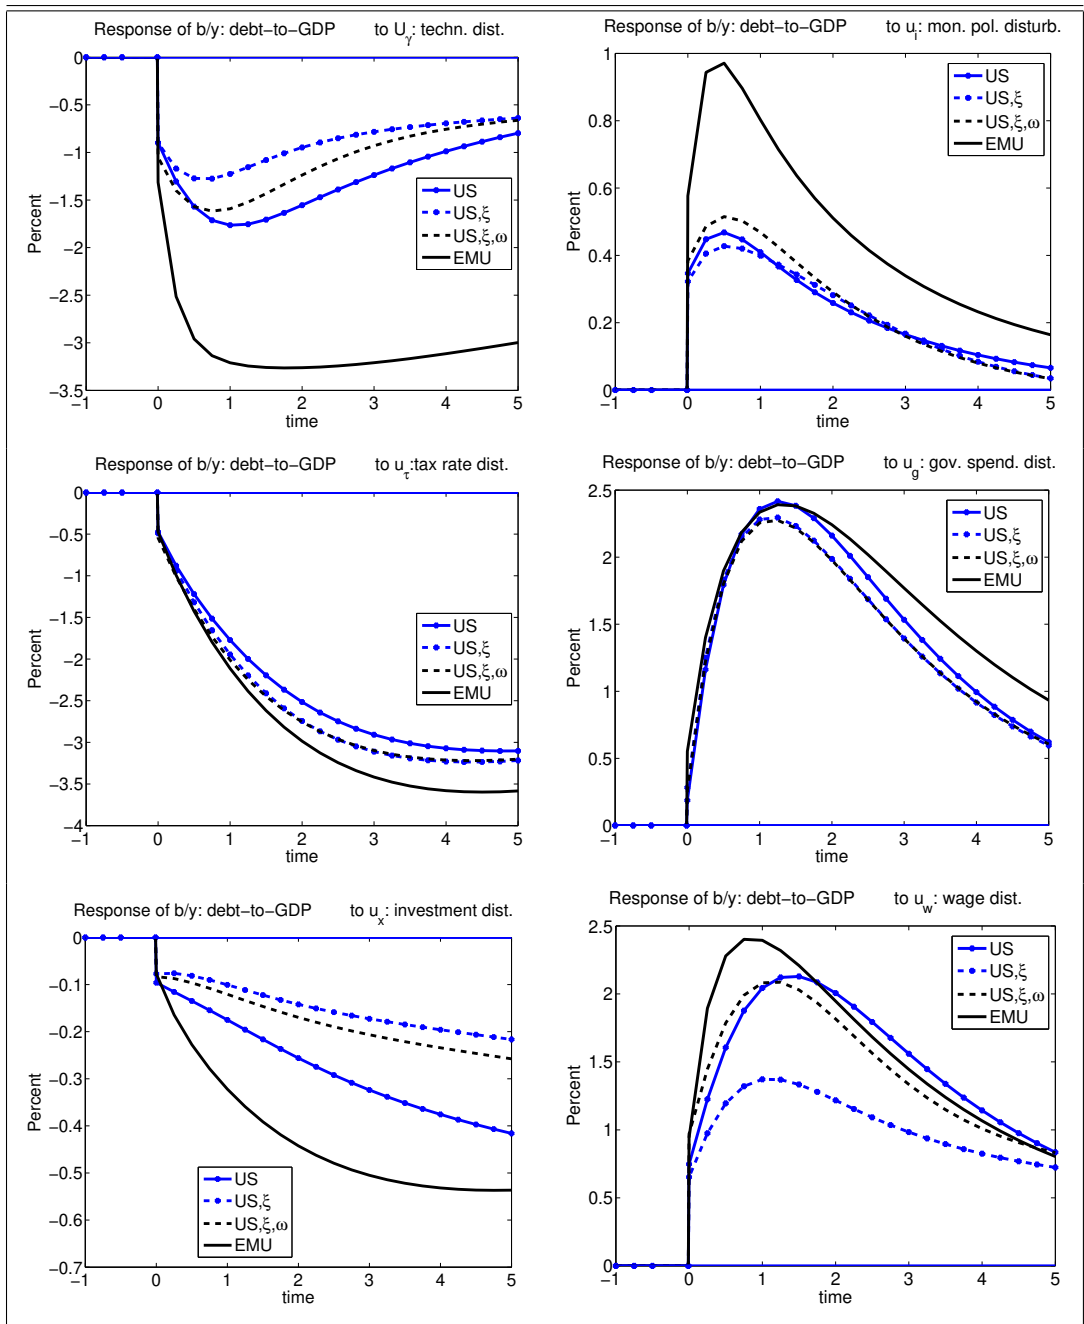 Response of b/y: debt−to−GDP to Uγ: techn. dist.
0
−0.5
−1
−1.5
−2
−2.5
−3
−3.5
Percent
US
US,ξ
US,ξ,ω
EMU
−1 0 1 2 3 4 5
time
Response of b/y: debt−to−GDP to ui: mon. pol. disturb.
1
0.8
0.6
0.4
0.2
0
Percent
US
US,ξ
US,ξ,ω
EMU
−1 0 1 2 3 4 5
time
Response of b/y: debt−to−GDP to uτ:tax rate dist.
0
−0.5
−1
−1.5
−2
−2.5
−3
−3.5
−4
Percent
US
US,ξ
US,ξ,ω
EMU
−1 0 1 2 3 4 5
time
Response of b/y: debt−to−GDP to ug: gov. spend. dist.
2.5
2
1.5
1
0.5
0
Percent
US
US,ξ
US,ξ,ω
EMU
−1 0 1 2 3 4 5
time
Response of b/y: debt−to−GDP to ux: investment dist.
0
−0.1
−0.2
−0.3
−0.4
−0.5
−0.6
−0.7
Percent
US
US,ξ
US,ξ,ω
EMU
−1 0 1 2 3 4 5
time
Response of b/y: debt−to−GDP to uw: wage dist.
2.5
2
1.5
1
0.5
0
Percent
US
US,ξ
US,ξ,ω
EMU
−1 0 1 2 3 4 5
time